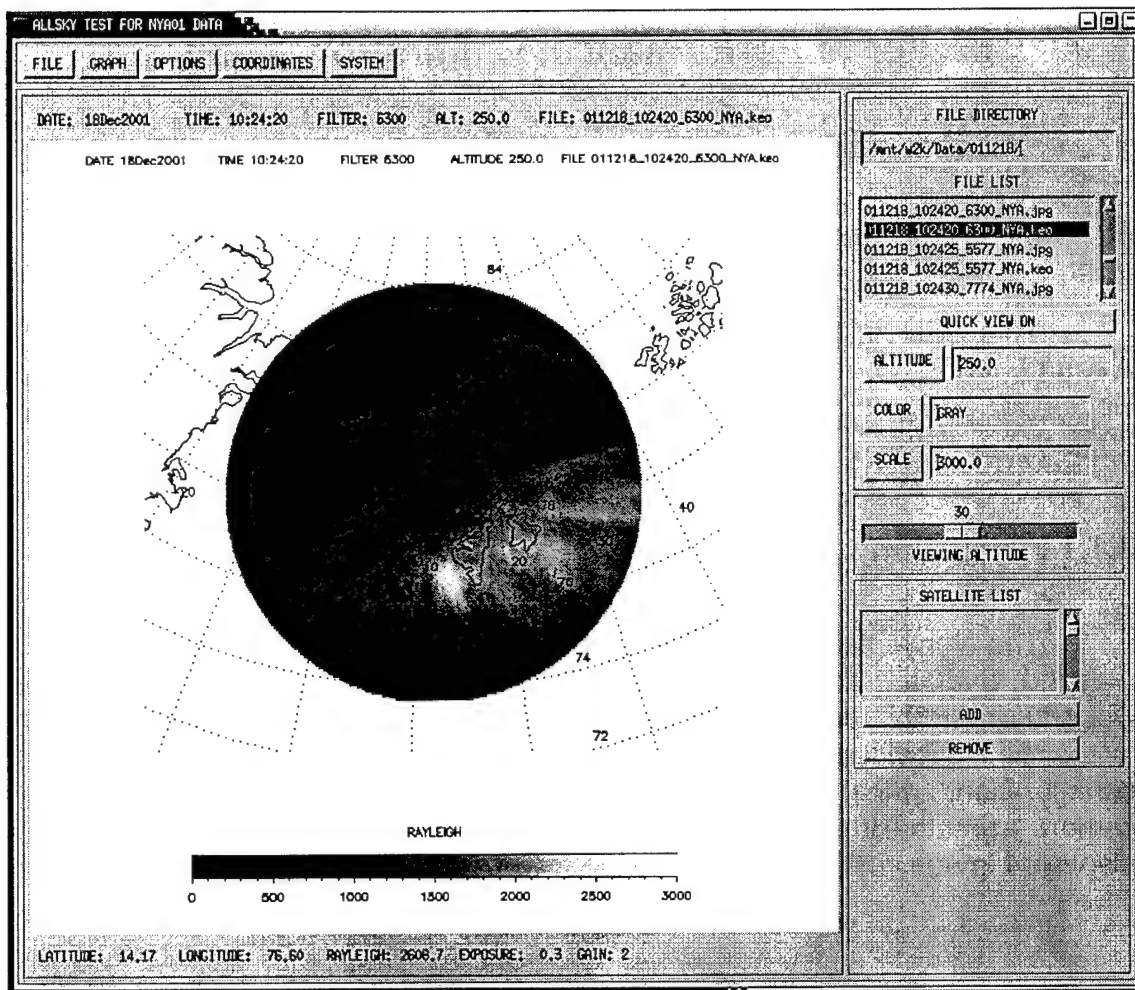 ALLSKY TEST FOR NYA01 DATA
FILE GRAPH OPTIONS COORDINATES SYSTEM
DATE: 18Dec2001 TIME: 10:24:20 FILTER: 6300 ALT: 250.0 FILE: 011218_102420_6300_NYA.keo
DATE 18Dec2001 TIME 10:24:20 FILTER 6300 ALTITUDE 250.0 FILE 011218_102420_6300_NYA.keo
84
20
40
20
76
74
72
RAYLEIGH
0 500 1000 1500 2000 2500 3000
LATITUDE: 14.17 LONGITUDE: 76.60 RAYLEIGH: 2608.7 EXPOSURE: 0.3 GAIN: 2
FILE DIRECTORY
/mnt/w2k/Data/011218/
FILE LIST
011218_102420_6300_NYA.jpg
011218_102420_6300_NYA.keo
011218_102425_5577_NYA.jpg
011218_102425_5577_NYA.keo
011218_102430_7774_NYA.jpg
QUICK VIEW ON
ALTITUDE 250.0
COLOR GRAY
SCALE 3000.0
30
VIEWING ALTITUDE
SATELLITE LIST
ADD
REMOVE